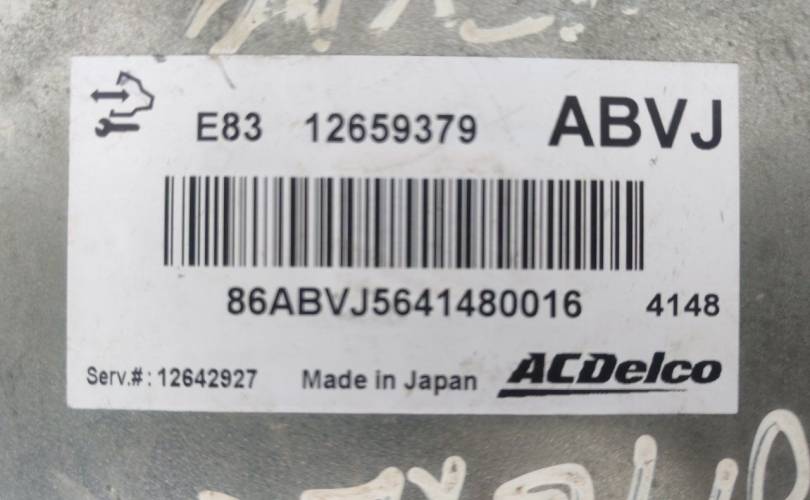 E83 12659379 ABVJ
86ABVJ5641480016 4148
Serv.#: 12642927 Made in Japan ACDelco